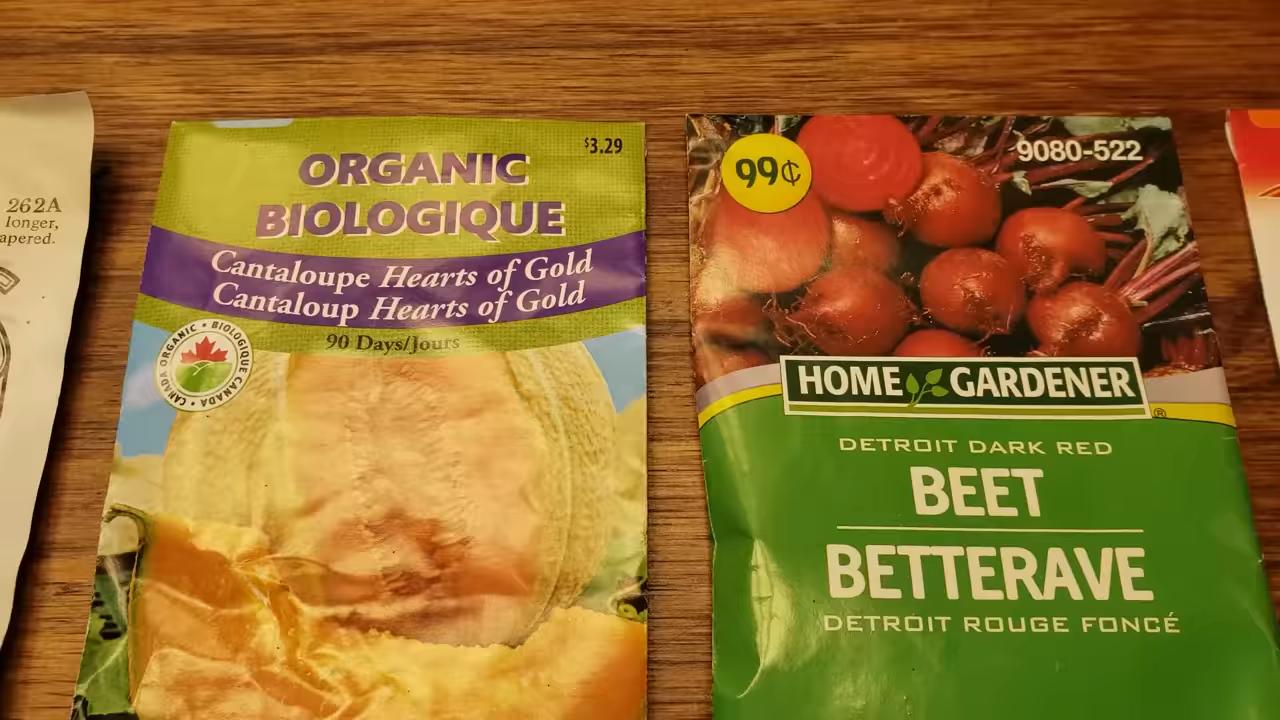 262A
longer,
apered.
$3.29
ORGANIC
BIOLOGIQUE
Cantaloupe Hearts of Gold
Cantaloup Hearts of Gold
90 Days/Jours
CANADA ORGANIC • BIOLOGIQUE CANADA •
99¢
9080-522
HOME GARDENER
®
DETROIT DARK RED
BEET
BETTERAVE
DETROIT ROUGE FONCÉ